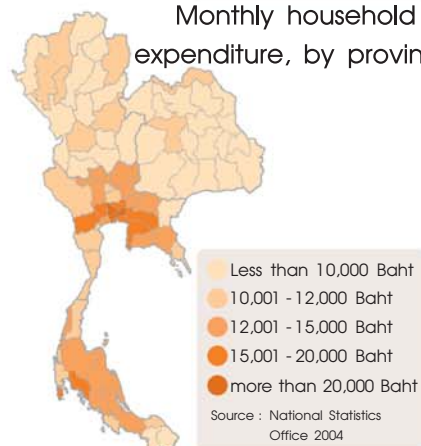 Monthly household
expenditure, by provin
Less than 10,000 Baht
10,001 - 12,000 Baht
12,001 - 15,000 Baht
15,001 - 20,000 Baht
more than 20,000 Baht
Source : National Statistics
Office 2004